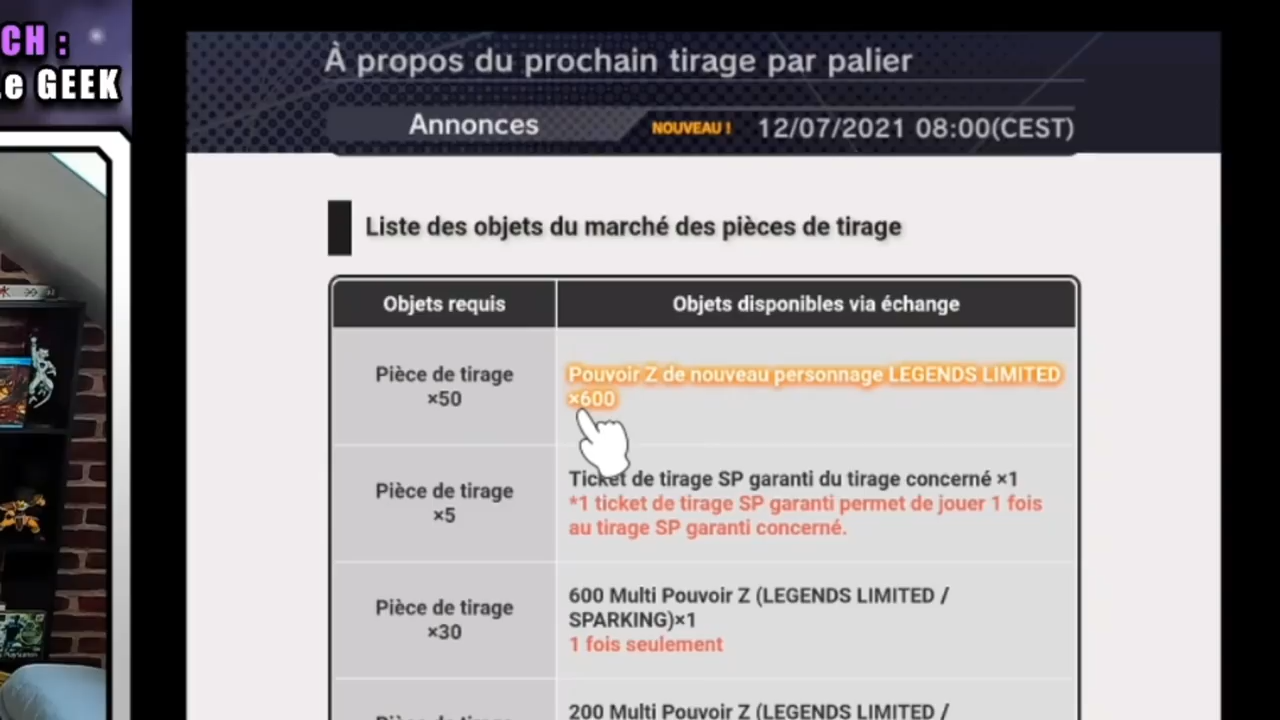 CH :
Le GEEK
À propos du prochain tirage par palier
Annonces
NOUVEAU !
12/07/2021 08:00(CEST)
Liste des objets du marché des pièces de tirage
Objets requis
Objets disponibles via échange
Pièce de tirage
×50
Pouvoir Z de nouveau personnage LEGENDS LIMITED
×600
Pièce de tirage
×5
Ticket de tirage SP garanti du tirage concerné ×1
*1 ticket de tirage SP garanti permet de jouer 1 fois
au tirage SP garanti concerné.
Pièce de tirage
×30
600 Multi Pouvoir Z (LEGENDS LIMITED /
SPARKING)×1
1 fois seulement
Pièce de tirage
200 Multi Pouvoir Z (LEGENDS LIMITED /